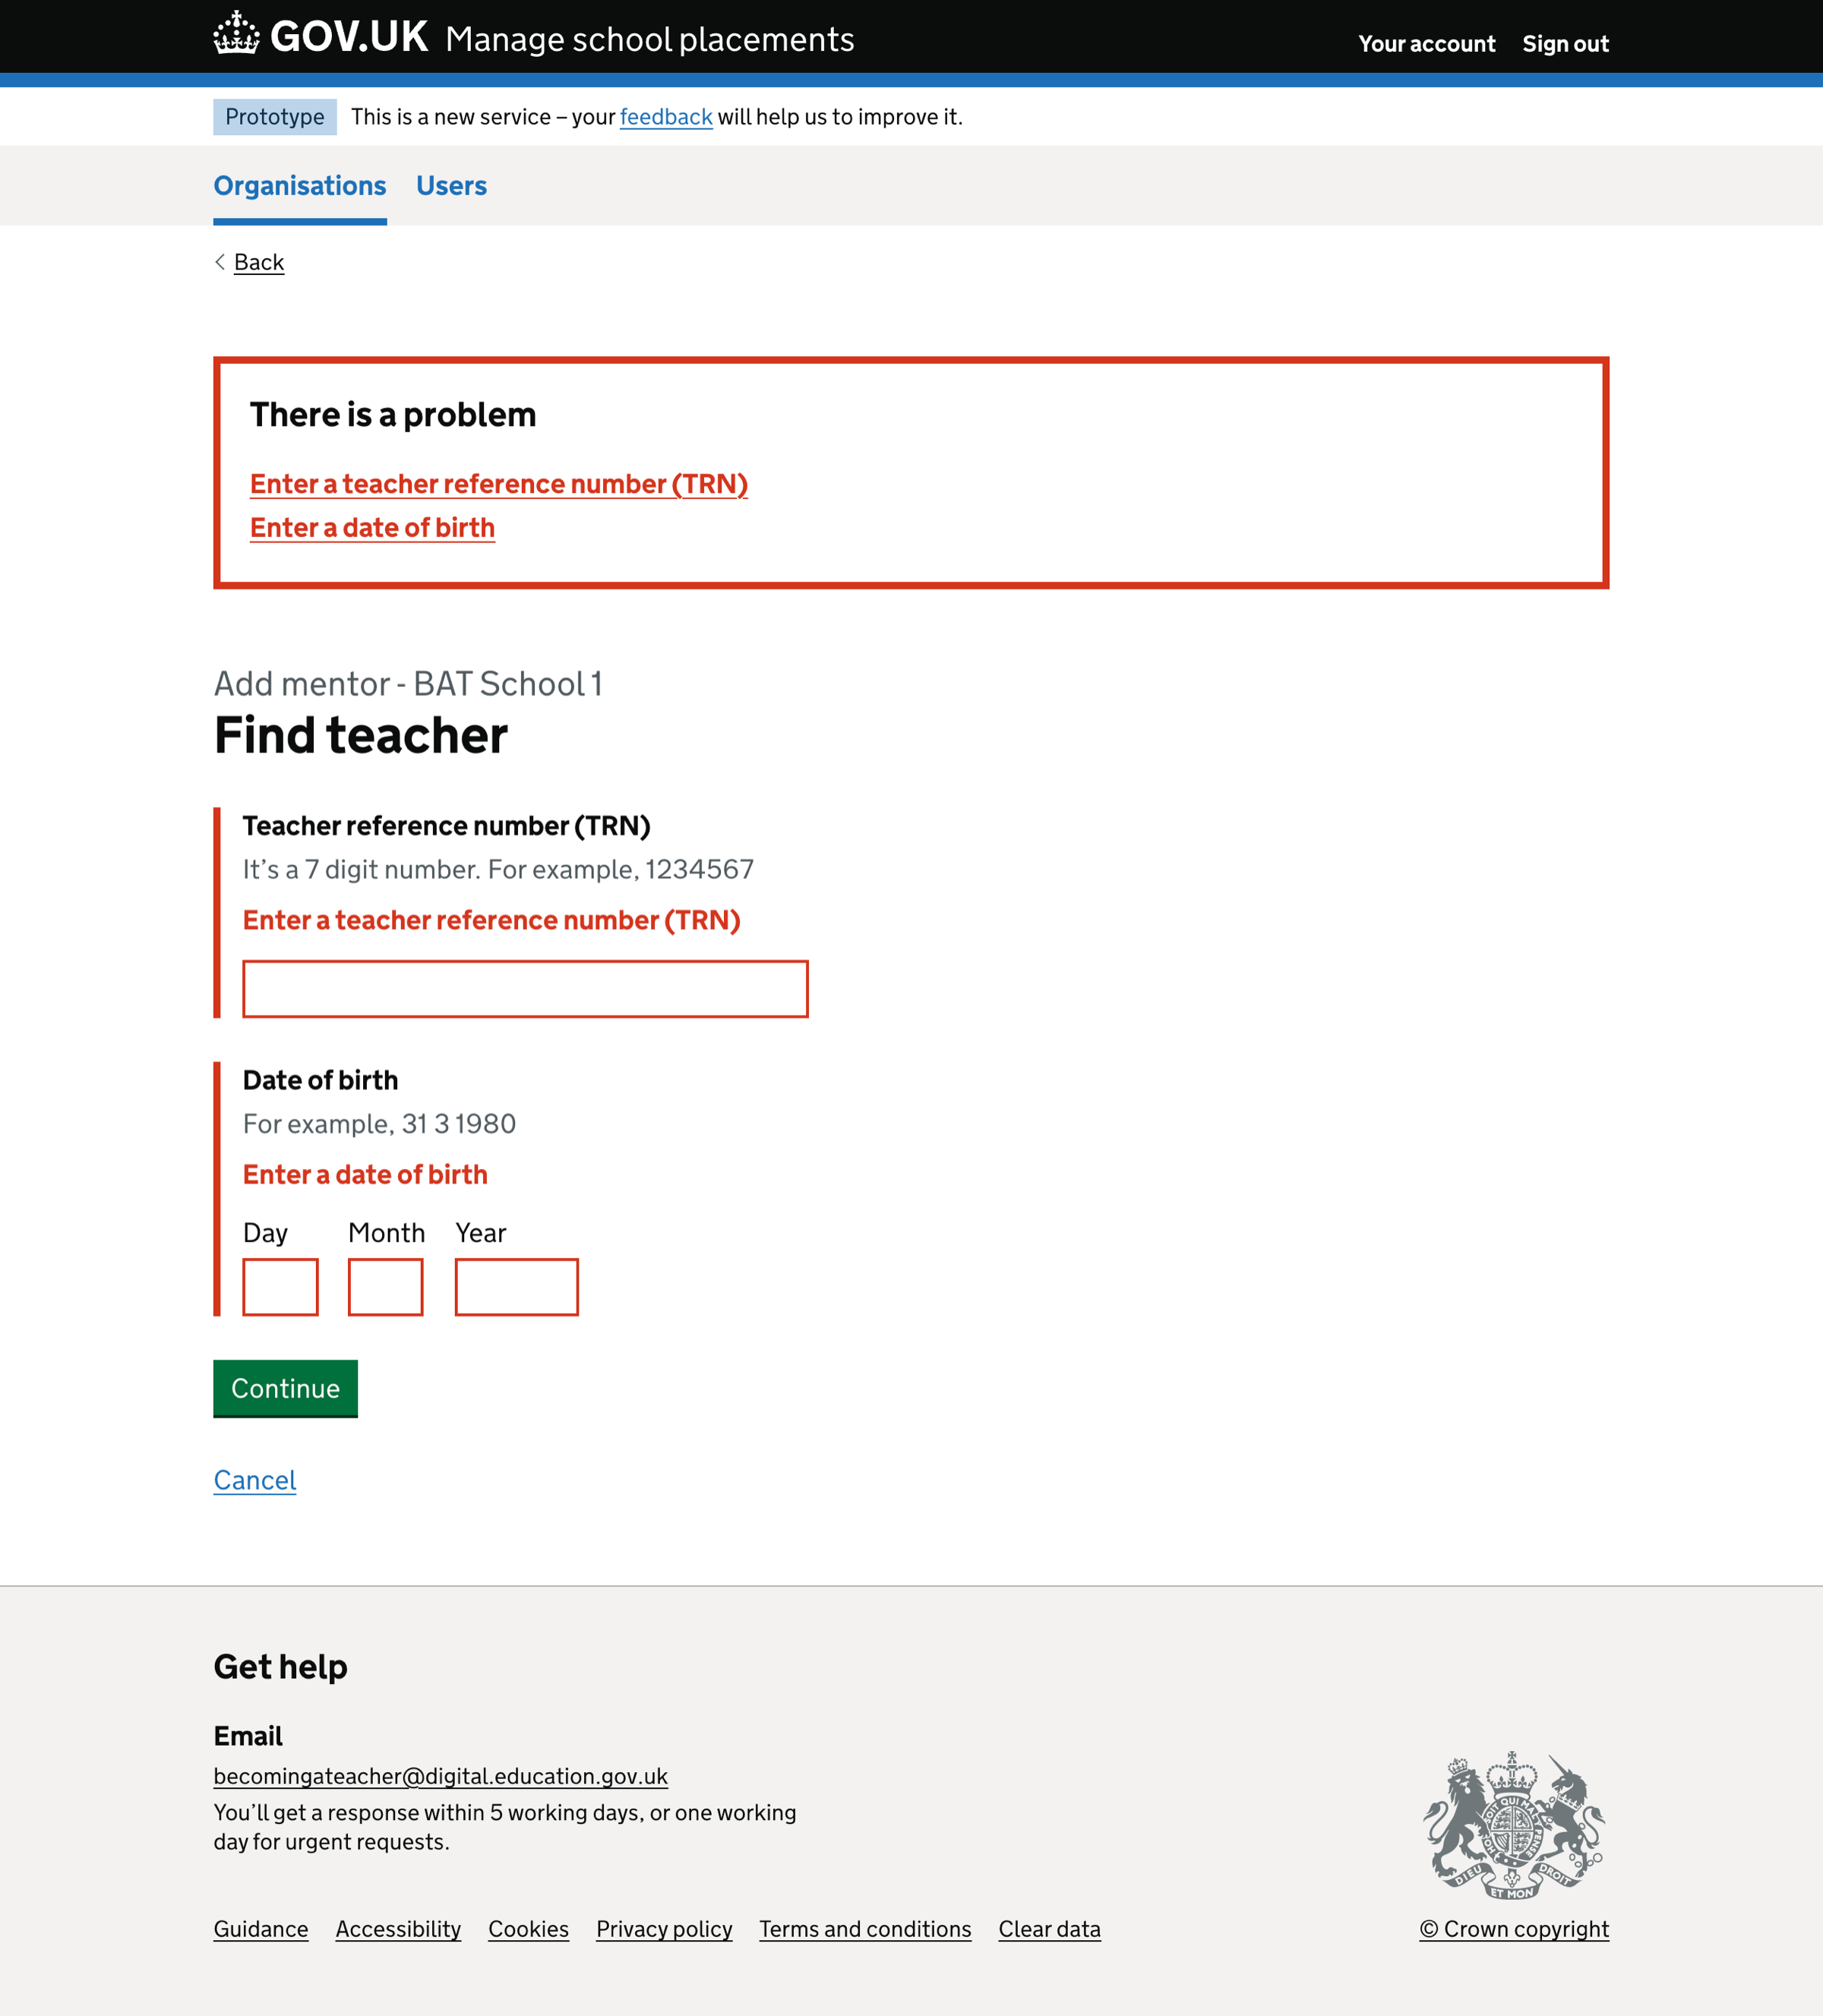 GOV.UK Manage school placements
Your account Sign out
Prototype This is a new service – your feedback will help us to improve it.
Organisations Users
Back
There is a problem
Enter a teacher reference number (TRN)
Enter a date of birth
Add mentor - BAT School 1
Find teacher
Teacher reference number (TRN)
It’s a 7 digit number. For example, 1234567
Enter a teacher reference number (TRN)
Date of birth
For example, 31 3 1980
Enter a date of birth
Day Month Year
Continue
Cancel
Get help
Email
becomingateacher@digital.education.gov.uk
You’ll get a response within 5 working days, or one working
day for urgent requests.
DIEU ET MON DROIT
Guidance Accessibility Cookies Privacy policy Terms and conditions Clear data
© Crown copyright